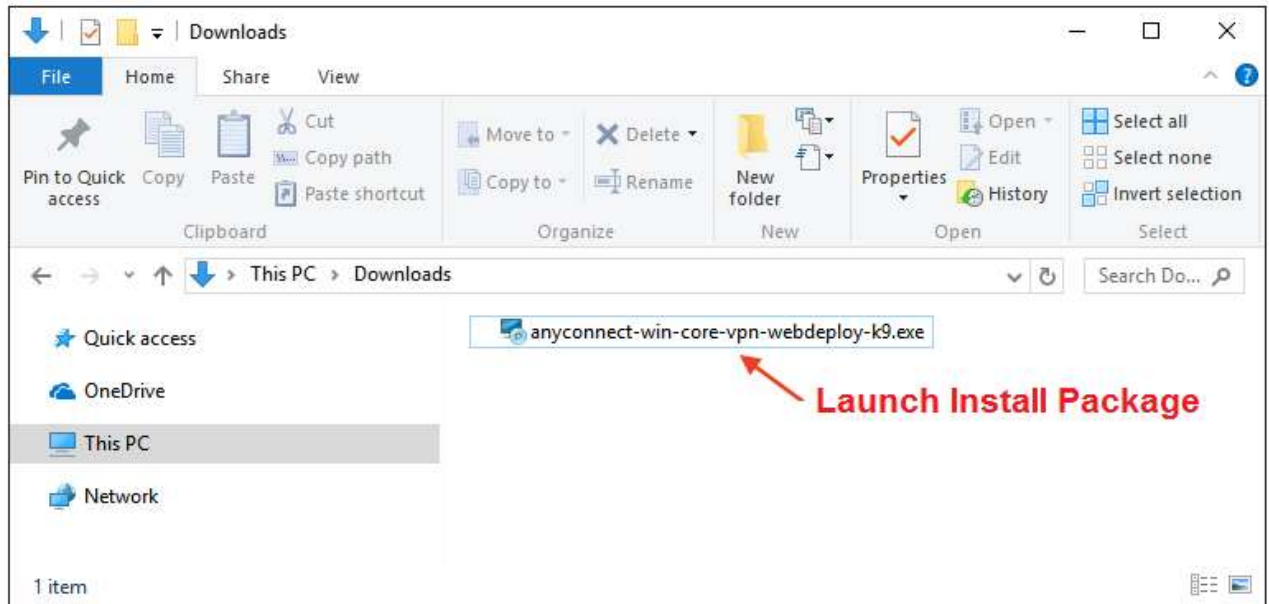 Downloads
File Home Share View
Pin to Quick access
Copy
Paste
Cut
Copy path
Paste shortcut
Clipboard
Move to
Copy to
Delete
Rename
Organize
New folder
New
Properties
Open
Edit
History
Open
Select all
Select none
Invert selection
Select
This PC > Downloads
Search Do...
Quick access
OneDrive
This PC
Network
anyconnect-win-core-vpn-webdeploy-k9.exe
Launch Install Package
1 item